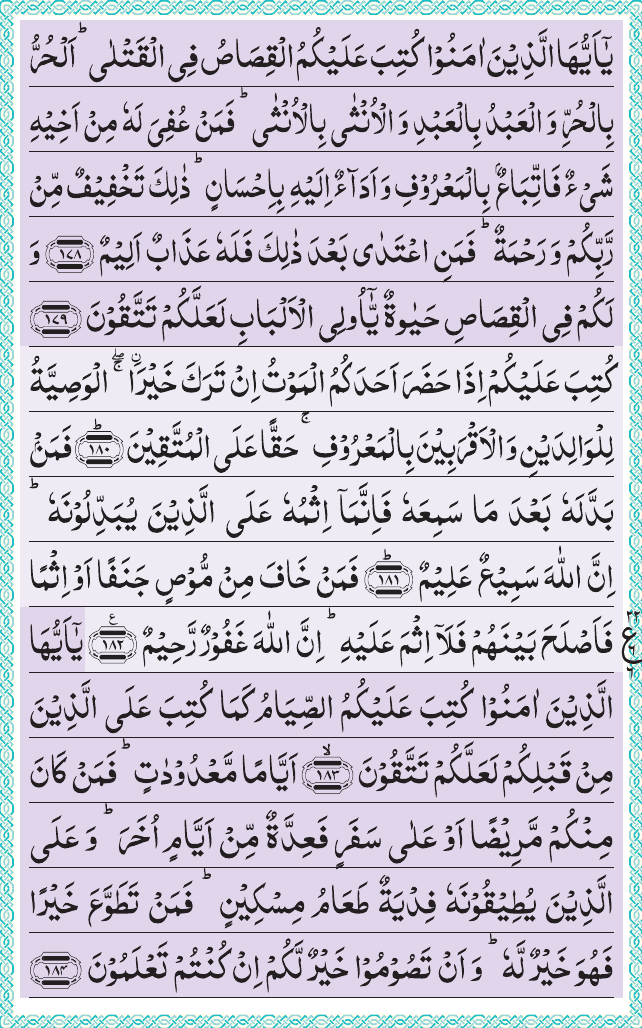 يٰۤاَيُّهَا الَّذِيْنَ اٰمَنُوْا كُتِبَ عَلَيْكُمُ الْقِصَاصُ فِى الْقَتْلٰى ؕ اَلْحُرُّ
بِالْحُرِّ وَ الْعَبْدُ بِالْعَبْدِ وَ الْاُنْثٰى بِالْاُنْثٰى ؕ فَمَنْ عُفِىَ لَهٗ مِنْ اَخِيْهِ
شَىْءٌ فَاتِّبَاعٌۢ بِالْمَعْرُوْفِ وَ اَدَآءٌ اِلَيْهِ بِاِحْسَانٍ ؕ ذٰلِكَ تَخْفِيْفٌ مِّنْ
رَّبِّكُمْ وَ رَحْمَةٌ ؕ فَمَنِ اعْتَدٰى بَعْدَ ذٰلِكَ فَلَهٗ عَذَابٌ اَلِيْمٌ ﴿۱۷۸﴾ وَ
لَكُمْ فِى الْقِصَاصِ حَيٰوةٌ يّٰۤاُولِى الْاَلْبَابِ لَعَلَّكُمْ تَتَّقُوْنَ ﴿۱۷۹﴾
كُتِبَ عَلَيْكُمْ اِذَا حَضَرَ اَحَدَكُمُ الْمَوْتُ اِنْ تَرَكَ خَيْرَا ۖۚ اۨلْوَصِيَّةُ
لِلْوَالِدَيْنِ وَ الْاَقْرَبِيْنَ بِالْمَعْرُوْفِ ۚ حَقًّا عَلَى الْمُتَّقِيْنَ ؕ﴿۱۸۰﴾ فَمَنْۢ
بَدَّلَهٗ بَعْدَ مَا سَمِعَهٗ فَاِنَّمَاۤ اِثْمُهٗ عَلَى الَّذِيْنَ يُبَدِّلُوْنَهٗ ؕ
اِنَّ اللّٰهَ سَمِيْعٌ عَلِيْمٌ ؕ﴿۱۸۱﴾ فَمَنْ خَافَ مِنْ مُّوْصٍ جَنَفًا اَوْ اِثْمًا
فَاَصْلَحَ بَيْنَهُمْ فَلَاۤ اِثْمَ عَلَيْهِ ؕ اِنَّ اللّٰهَ غَفُوْرٌ رَّحِيْمٌ ﴿۱۸۲﴾ يٰۤاَيُّهَا
الَّذِيْنَ اٰمَنُوْا كُتِبَ عَلَيْكُمُ الصِّيَامُ كَمَا كُتِبَ عَلَى الَّذِيْنَ
مِنْ قَبْلِكُمْ لَعَلَّكُمْ تَتَّقُوْنَ ۙ﴿۱۸۳﴾ اَيَّامًا مَّعْدُوْدٰتٍ ؕ فَمَنْ كَانَ
مِنْكُمْ مَّرِيْضًا اَوْ عَلٰى سَفَرٍ فَعِدَّةٌ مِّنْ اَيَّامٍ اُخَرَ ؕ وَ عَلَى
الَّذِيْنَ يُطِيْقُوْنَهٗ فِدْيَةٌ طَعَامُ مِسْكِيْنٍ ؕ فَمَنْ تَطَوَّعَ خَيْرًا
فَهُوَ خَيْرٌ لَّهٗ ؕ وَ اَنْ تَصُوْمُوْا خَيْرٌ لَّكُمْ اِنْ كُنْتُمْ تَعْلَمُوْنَ ﴿۱۸۴﴾